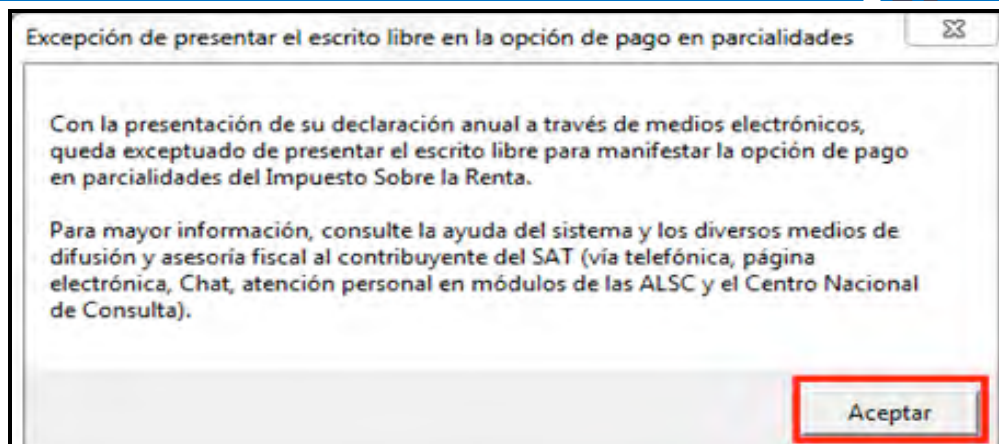 Excepción de presentar el escrito libre en la opción de pago en parcialidades
Con la presentación de su declaración anual a través de medios electrónicos,
queda exceptuado de presentar el escrito libre para manifestar la opción de pago
en parcialidades del Impuesto Sobre la Renta.
Para mayor información, consulte la ayuda del sistema y los diversos medios de
difusión y asesoría fiscal al contribuyente del SAT (vía telefónica, página
electrónica, Chat, atención personal en módulos de las ALSC y el Centro Nacional
de Consulta).
Aceptar